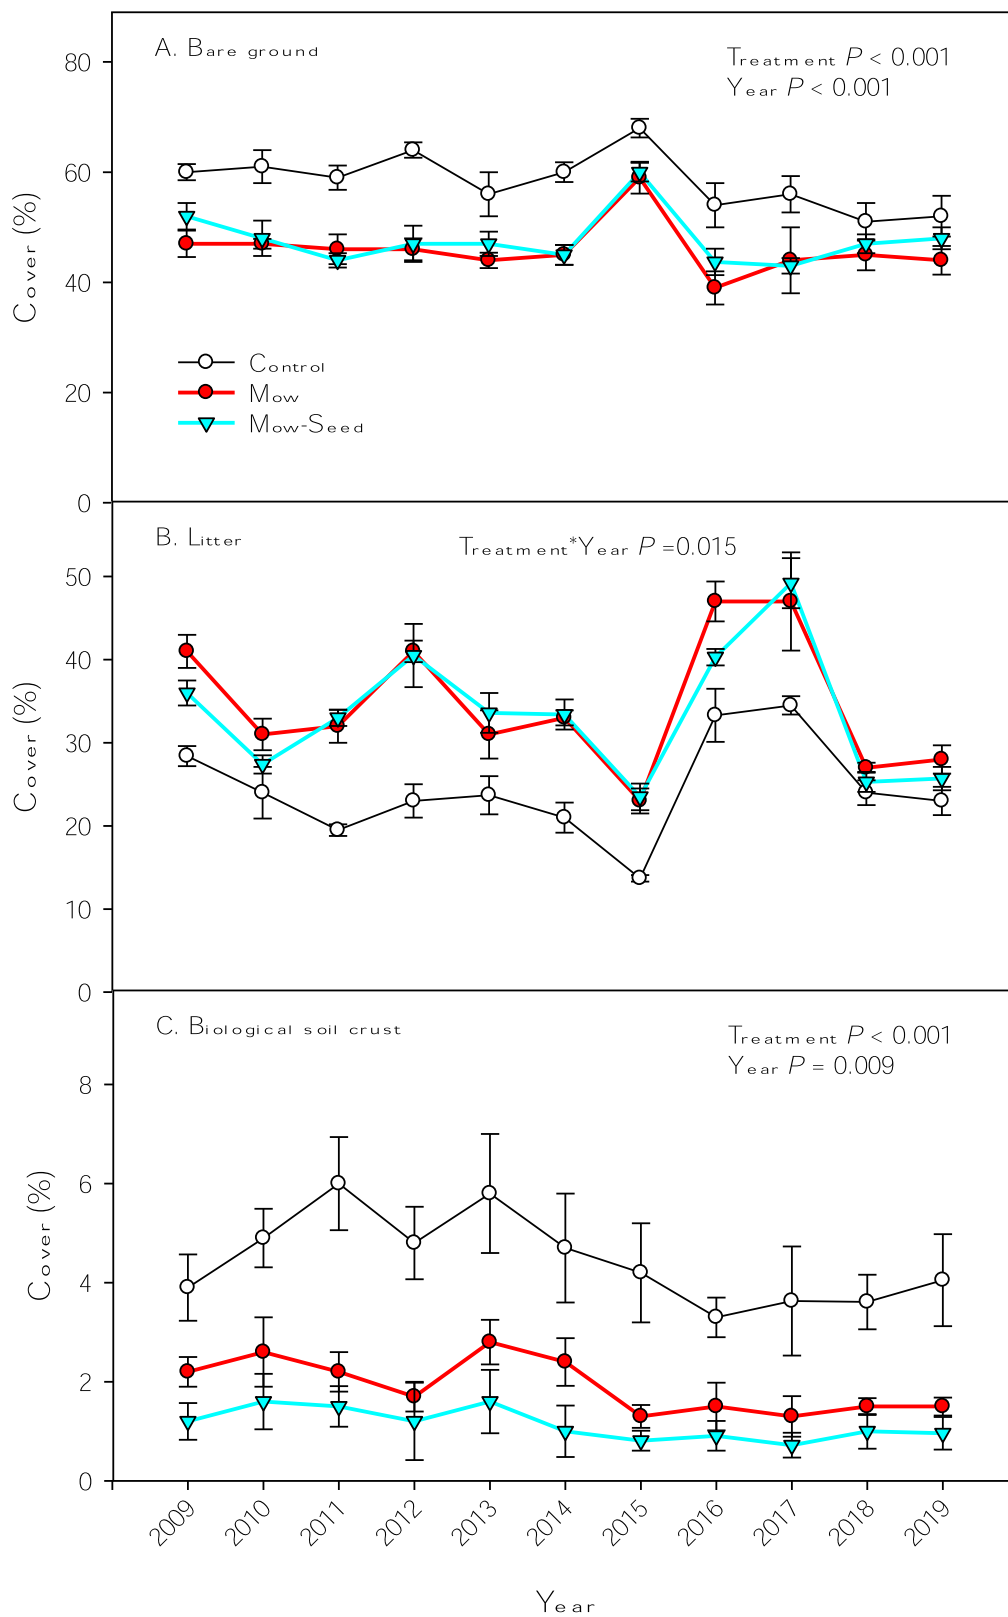 A. Bare ground
Treatment P < 0.001
Year P < 0.001
80
60
40
20
0
Cover (%)
Control
Mow
Mow-Seed
B. Litter
Treatment*Year P =0.015
50
40
30
20
10
0
Cover (%)
C. Biological soil crust
Treatment P < 0.001
Year P = 0.009
8
6
4
2
0
Cover (%)
2009 2010 2011 2012 2013 2014 2015 2016 2017 2018 2019
Year